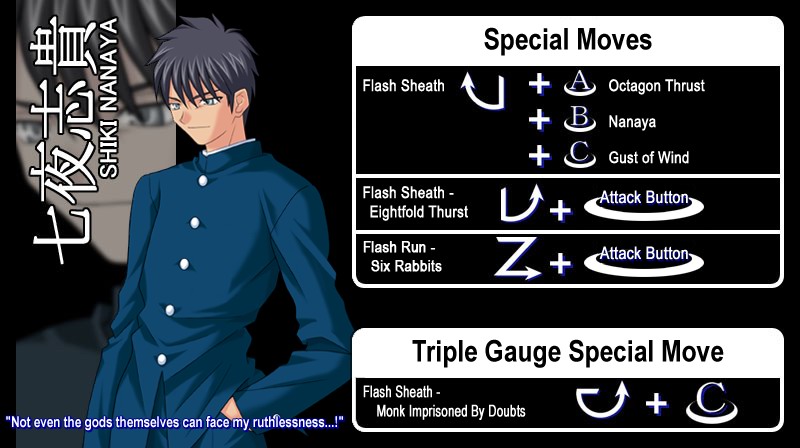 七夜志貴
SHIKI NANAYA
"Not even the gods themselves can face my ruthlessness...!"
Special Moves
Flash Sheath + A Octagon Thrust
+ B Nanaya
+ C Gust of Wind
Flash Sheath -
Eightfold Thurst + Attack Button
Flash Run -
Six Rabbits + Attack Button
Triple Gauge Special Move
Flash Sheath -
Monk Imprisoned By Doubts + C